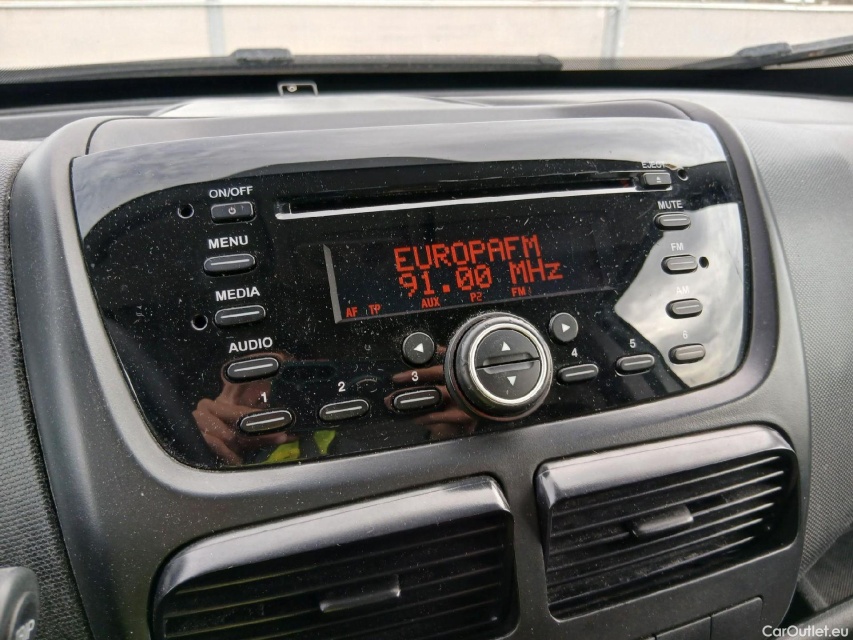 EJECT
ON/OFF
MUTE
MENU
EUROPAFM
FM
91.00 MHz
MEDIA
AF TP AUX P2 FM
AM
AUDIO
1
2
3
4
5
6
CarOutlet.eu